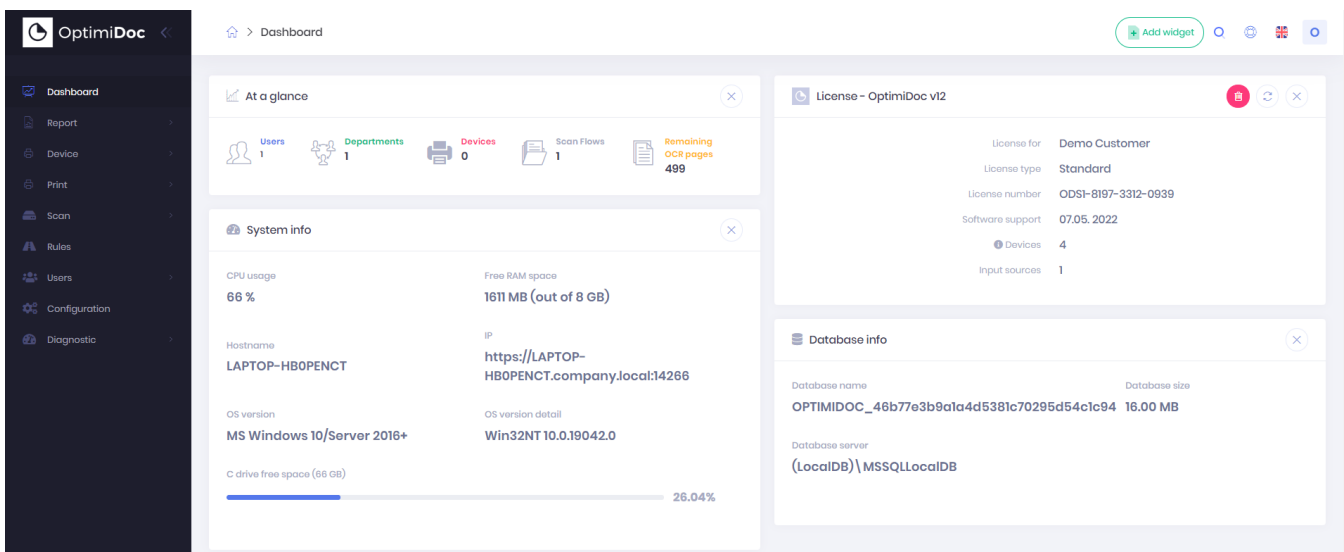 OptimiDoc
Dashboard
Report
Device
Print
Scan
Rules
Users
Configuration
Diagnostic
> Dashboard
Add widget
O
At a glance
Users
1
Departments
1
Devices
0
Scan Flows
1
Remaining
OCR pages
499
System info
CPU usage
66 %
Free RAM space
1611 MB (out of 8 GB)
Hostname
LAPTOP-HB0PENCT
IP
https://LAPTOP-
HB0PENCT.company.local:14266
OS version
MS Windows 10/Server 2016+
OS version detail
Win32NT 10.0.19042.0
C drive free space (66 GB)
26.04%
License - OptimiDoc v12
License for Demo Customer
License type Standard
License number ODS1-8197-3312-0939
Software support 07.05. 2022
Devices 4
Input sources 1
Database info
Database name
OPTIMIDOC_46b77e3b9a1a4d5381c70295d54c1c94
Database size
16.00 MB
Database server
(LocalDB)\MSSQLLocalDB